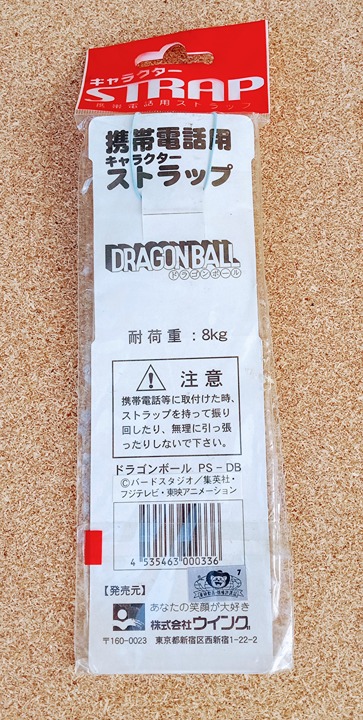 キャラクター
STRAP
携帯電話用ストラップ
携帯電話用
キャラクター
ストラップ
DRAGONBALL
ドラゴンボール
耐荷重：8kg
注意
携帯電話等に取付けた時、
ストラップを持って振り
回したり、無理に引っ張
ったりしないで下さい。
ドラゴンボール PS－DB
©バードスタジオ／集英社・
フジテレビ・東映アニメーション
4 535463 000336
7
【発売元】
あなたの笑顔が大好き
株式会社ウイング
〒160-0023 東京都新宿区西新宿1-22-2